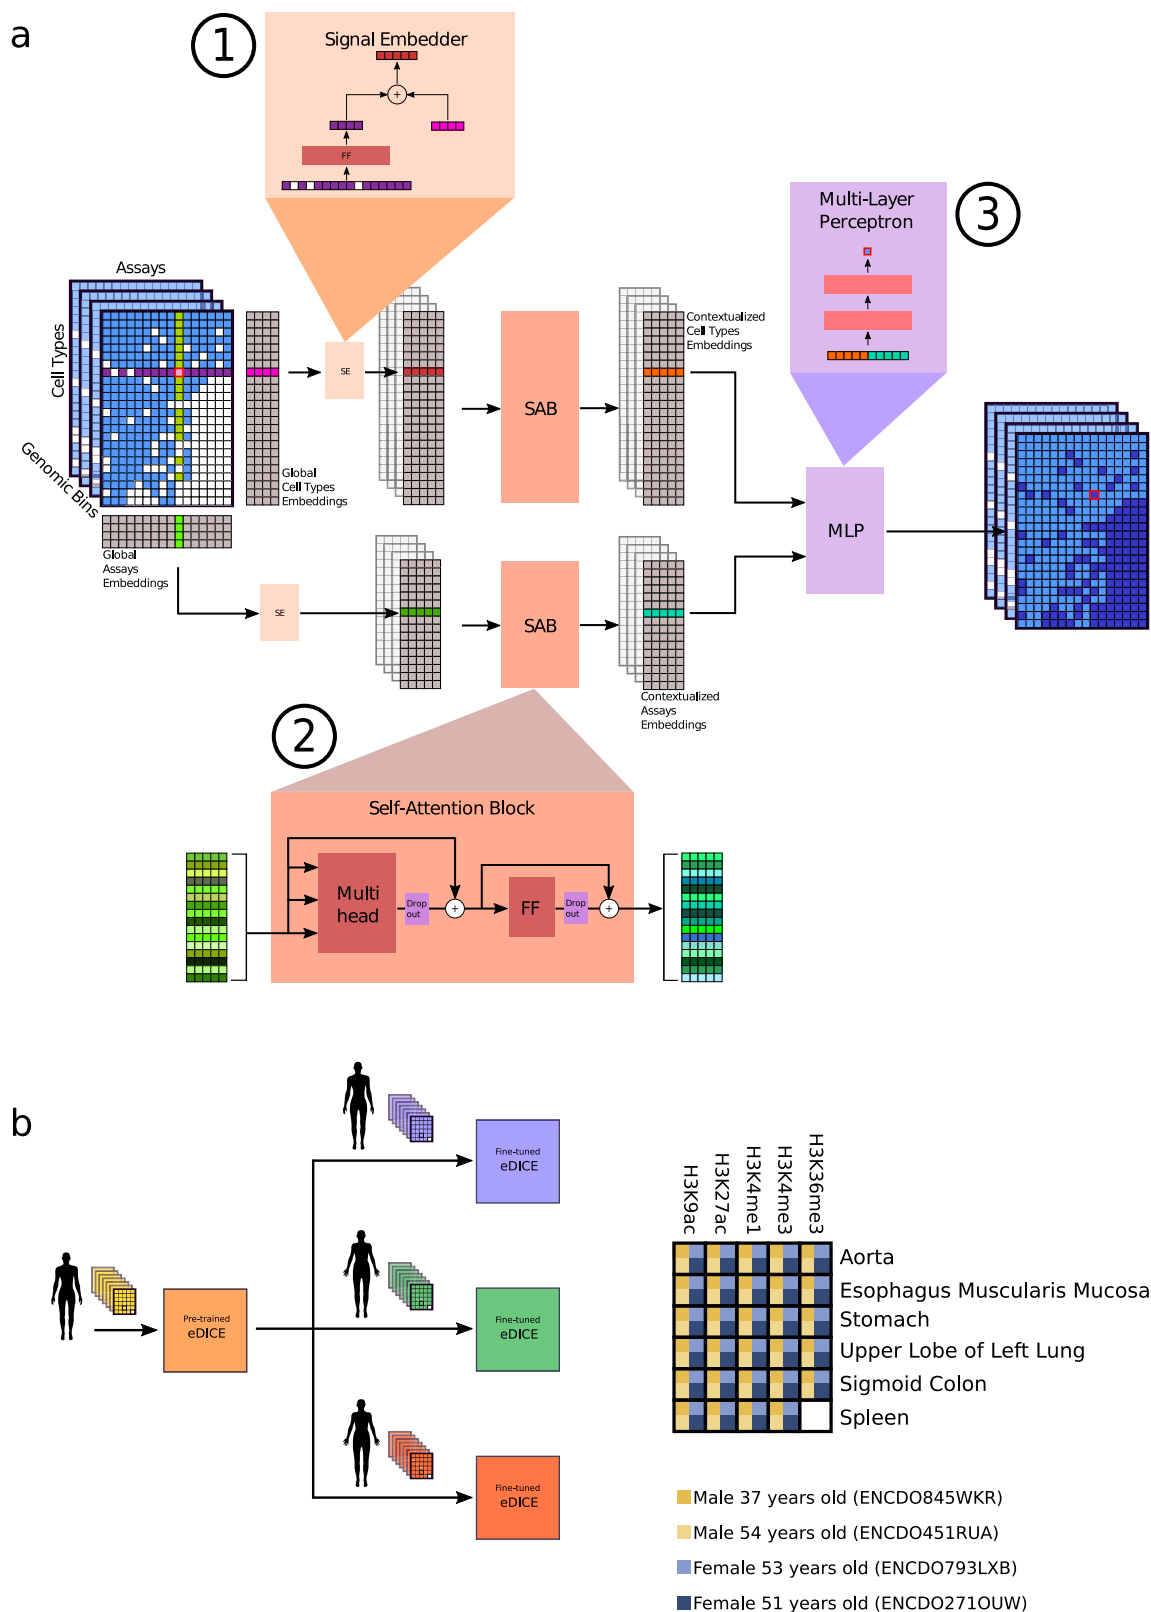 a
1
Signal Embedder
+
FF
3
Multi-Layer
Perceptron
Assays
Cell Types
Genomic Bins
SE
SAB
Contextualized
Cell Types
Embeddings
Global
Cell Types
Embeddings
MLP
Global
Assays
Embeddings
SE
SAB
Contextualized
Assays
Embeddings
2
Self-Attention Block
Multi
head
Drop
out
+
FF
Drop
out
+
b
Fine-tuned
eDICE
Pre-trained
eDICE
Fine-tuned
eDICE
Fine-tuned
eDICE
H3K9ac
H3K27ac
H3K4me1
H3K4me3
H3K36me3
Aorta
Esophagus Muscularis Mucosa
Stomach
Upper Lobe of Left Lung
Sigmoid Colon
Spleen
Male 37 years old (ENCDO845WKR)
Male 54 years old (ENCDO451RUA)
Female 53 years old (ENCDO793LXB)
Female 51 years old (ENCDO271OUW)